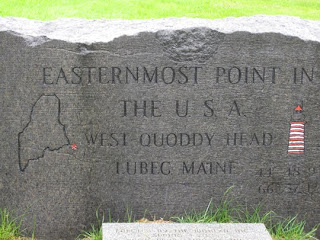 EASTERNMOST POINT IN
THE U S A
WEST QUODDY HEAD
LUBEC MAINE